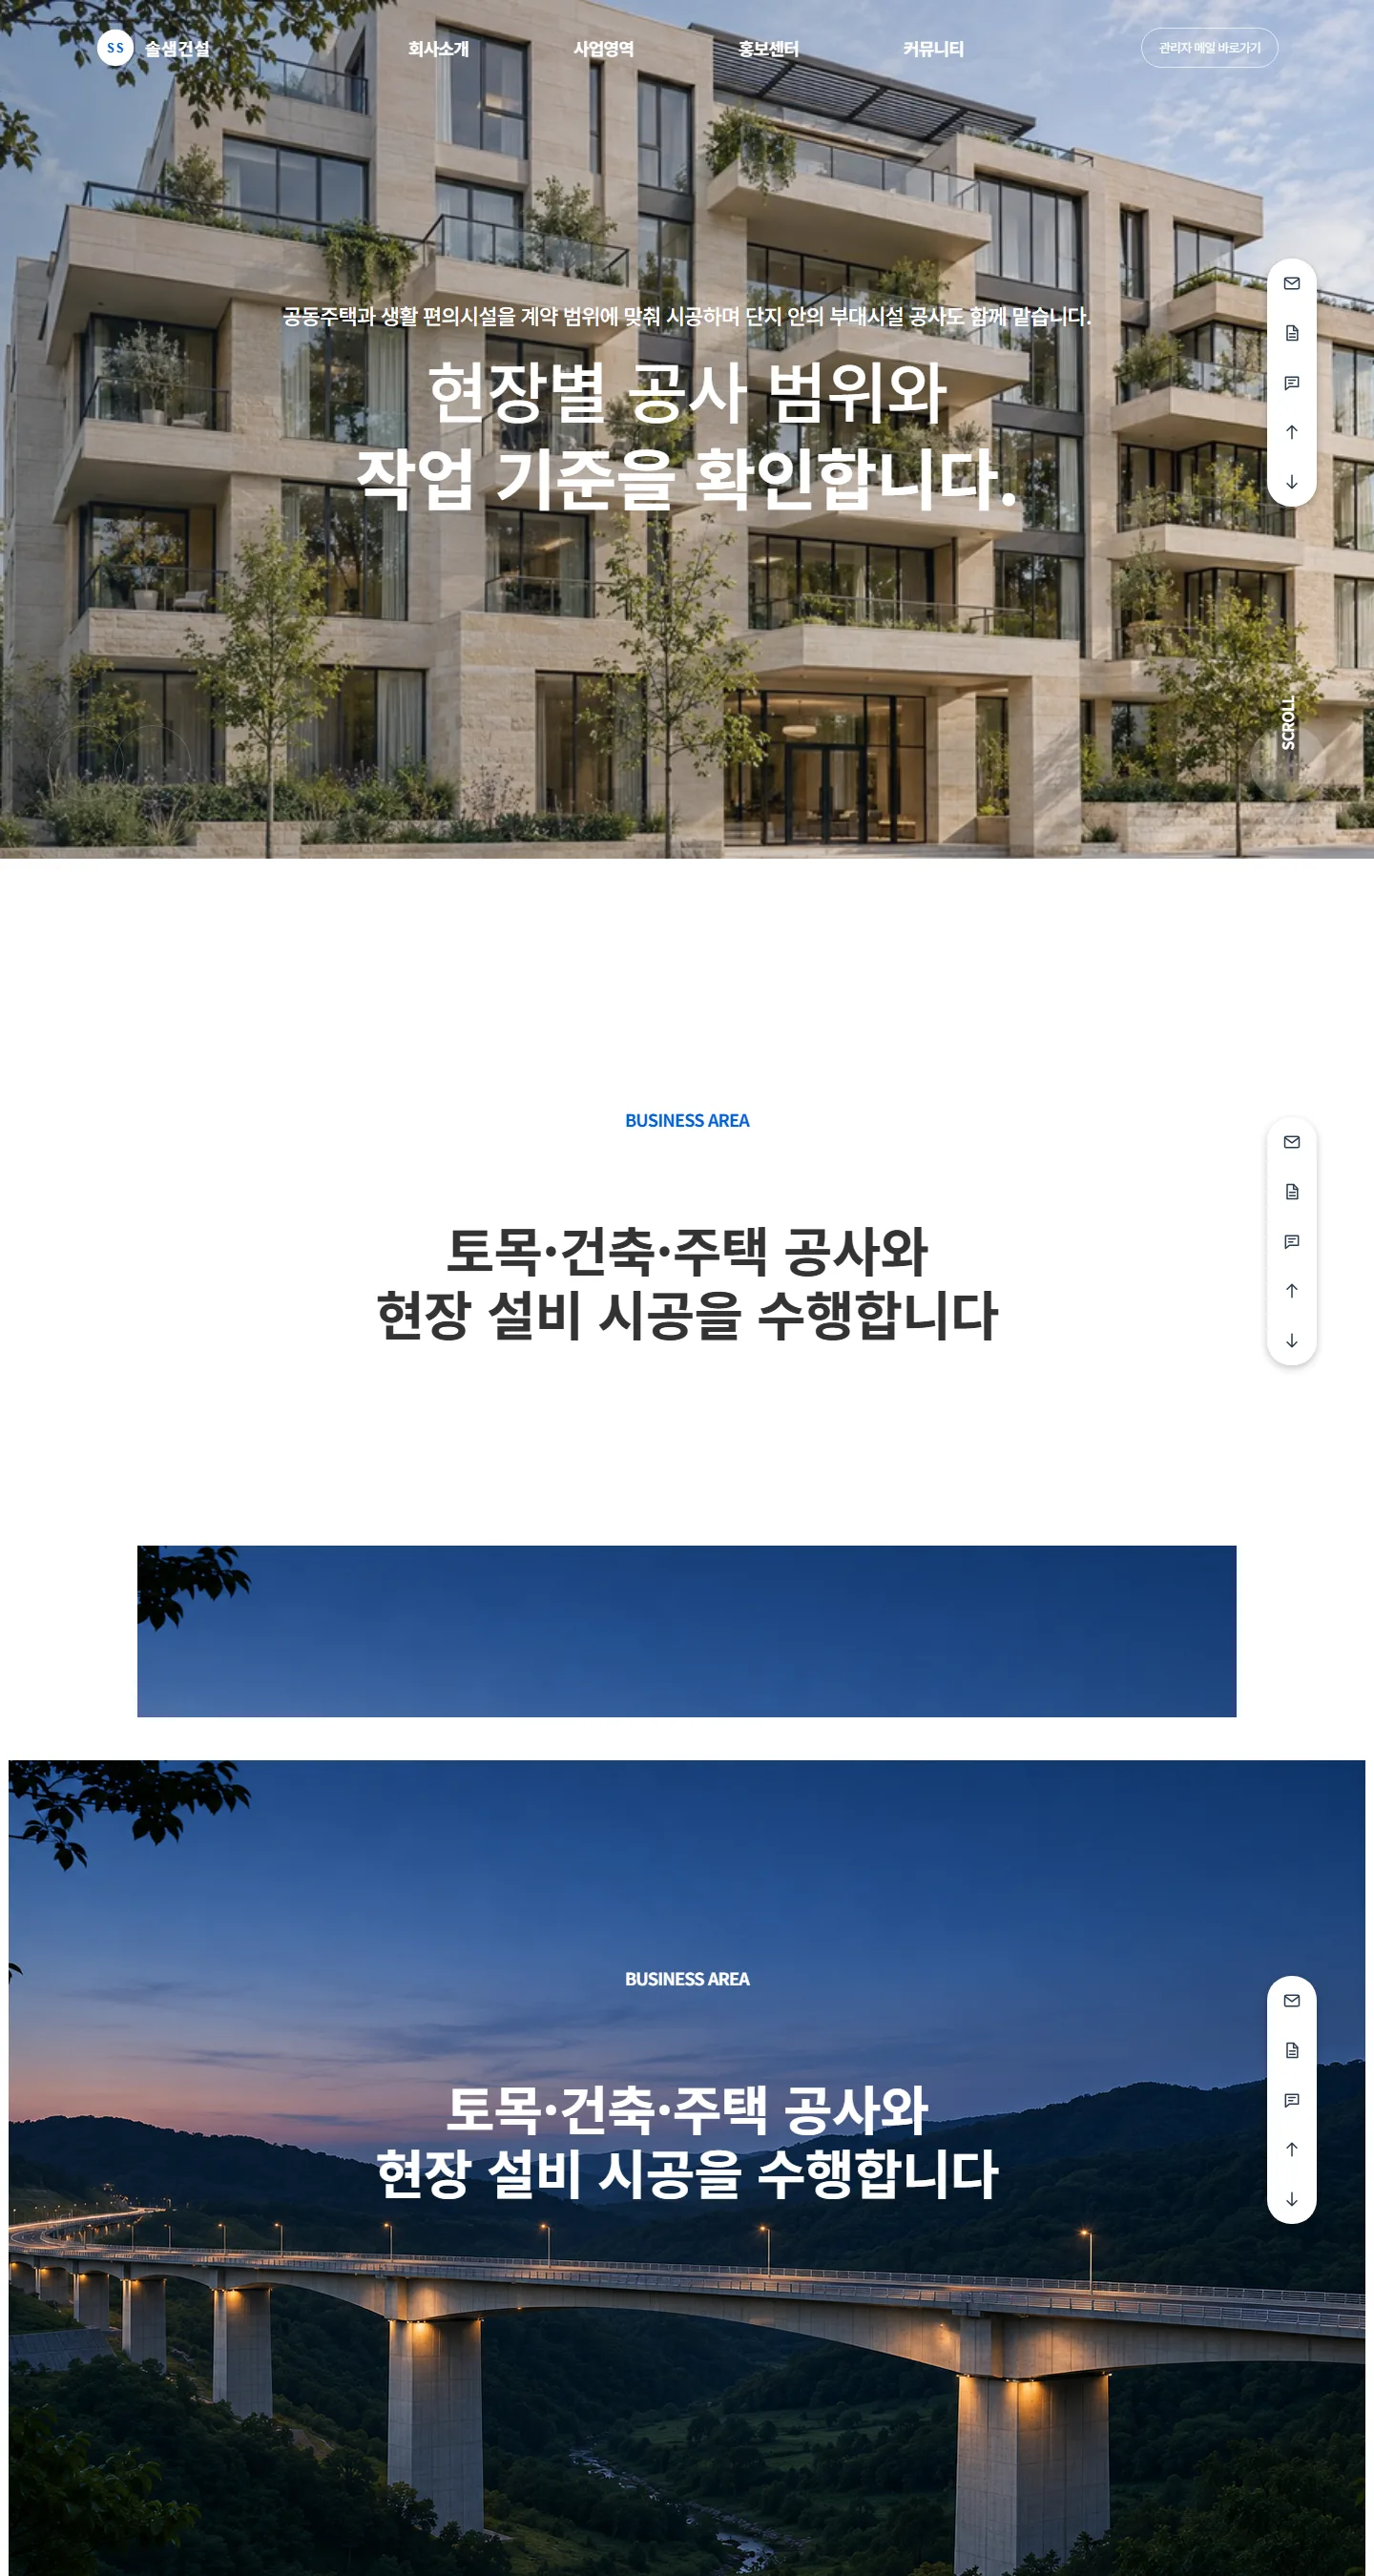 SS 솔샘건설 회사소개 사업영역 홍보센터 커뮤니티 관리자 메일 바로가기
공동주택과 생활 편의시설을 계약 범위에 맞춰 시공하며 단지 안의 부대시설 공사도 함께 맡습니다.
현장별 공사 범위와
작업 기준을 확인합니다.
SCROLL
BUSINESS AREA
토목·건축·주택 공사와
현장 설비 시공을 수행합니다
BUSINESS AREA
토목·건축·주택 공사와
현장 설비 시공을 수행합니다